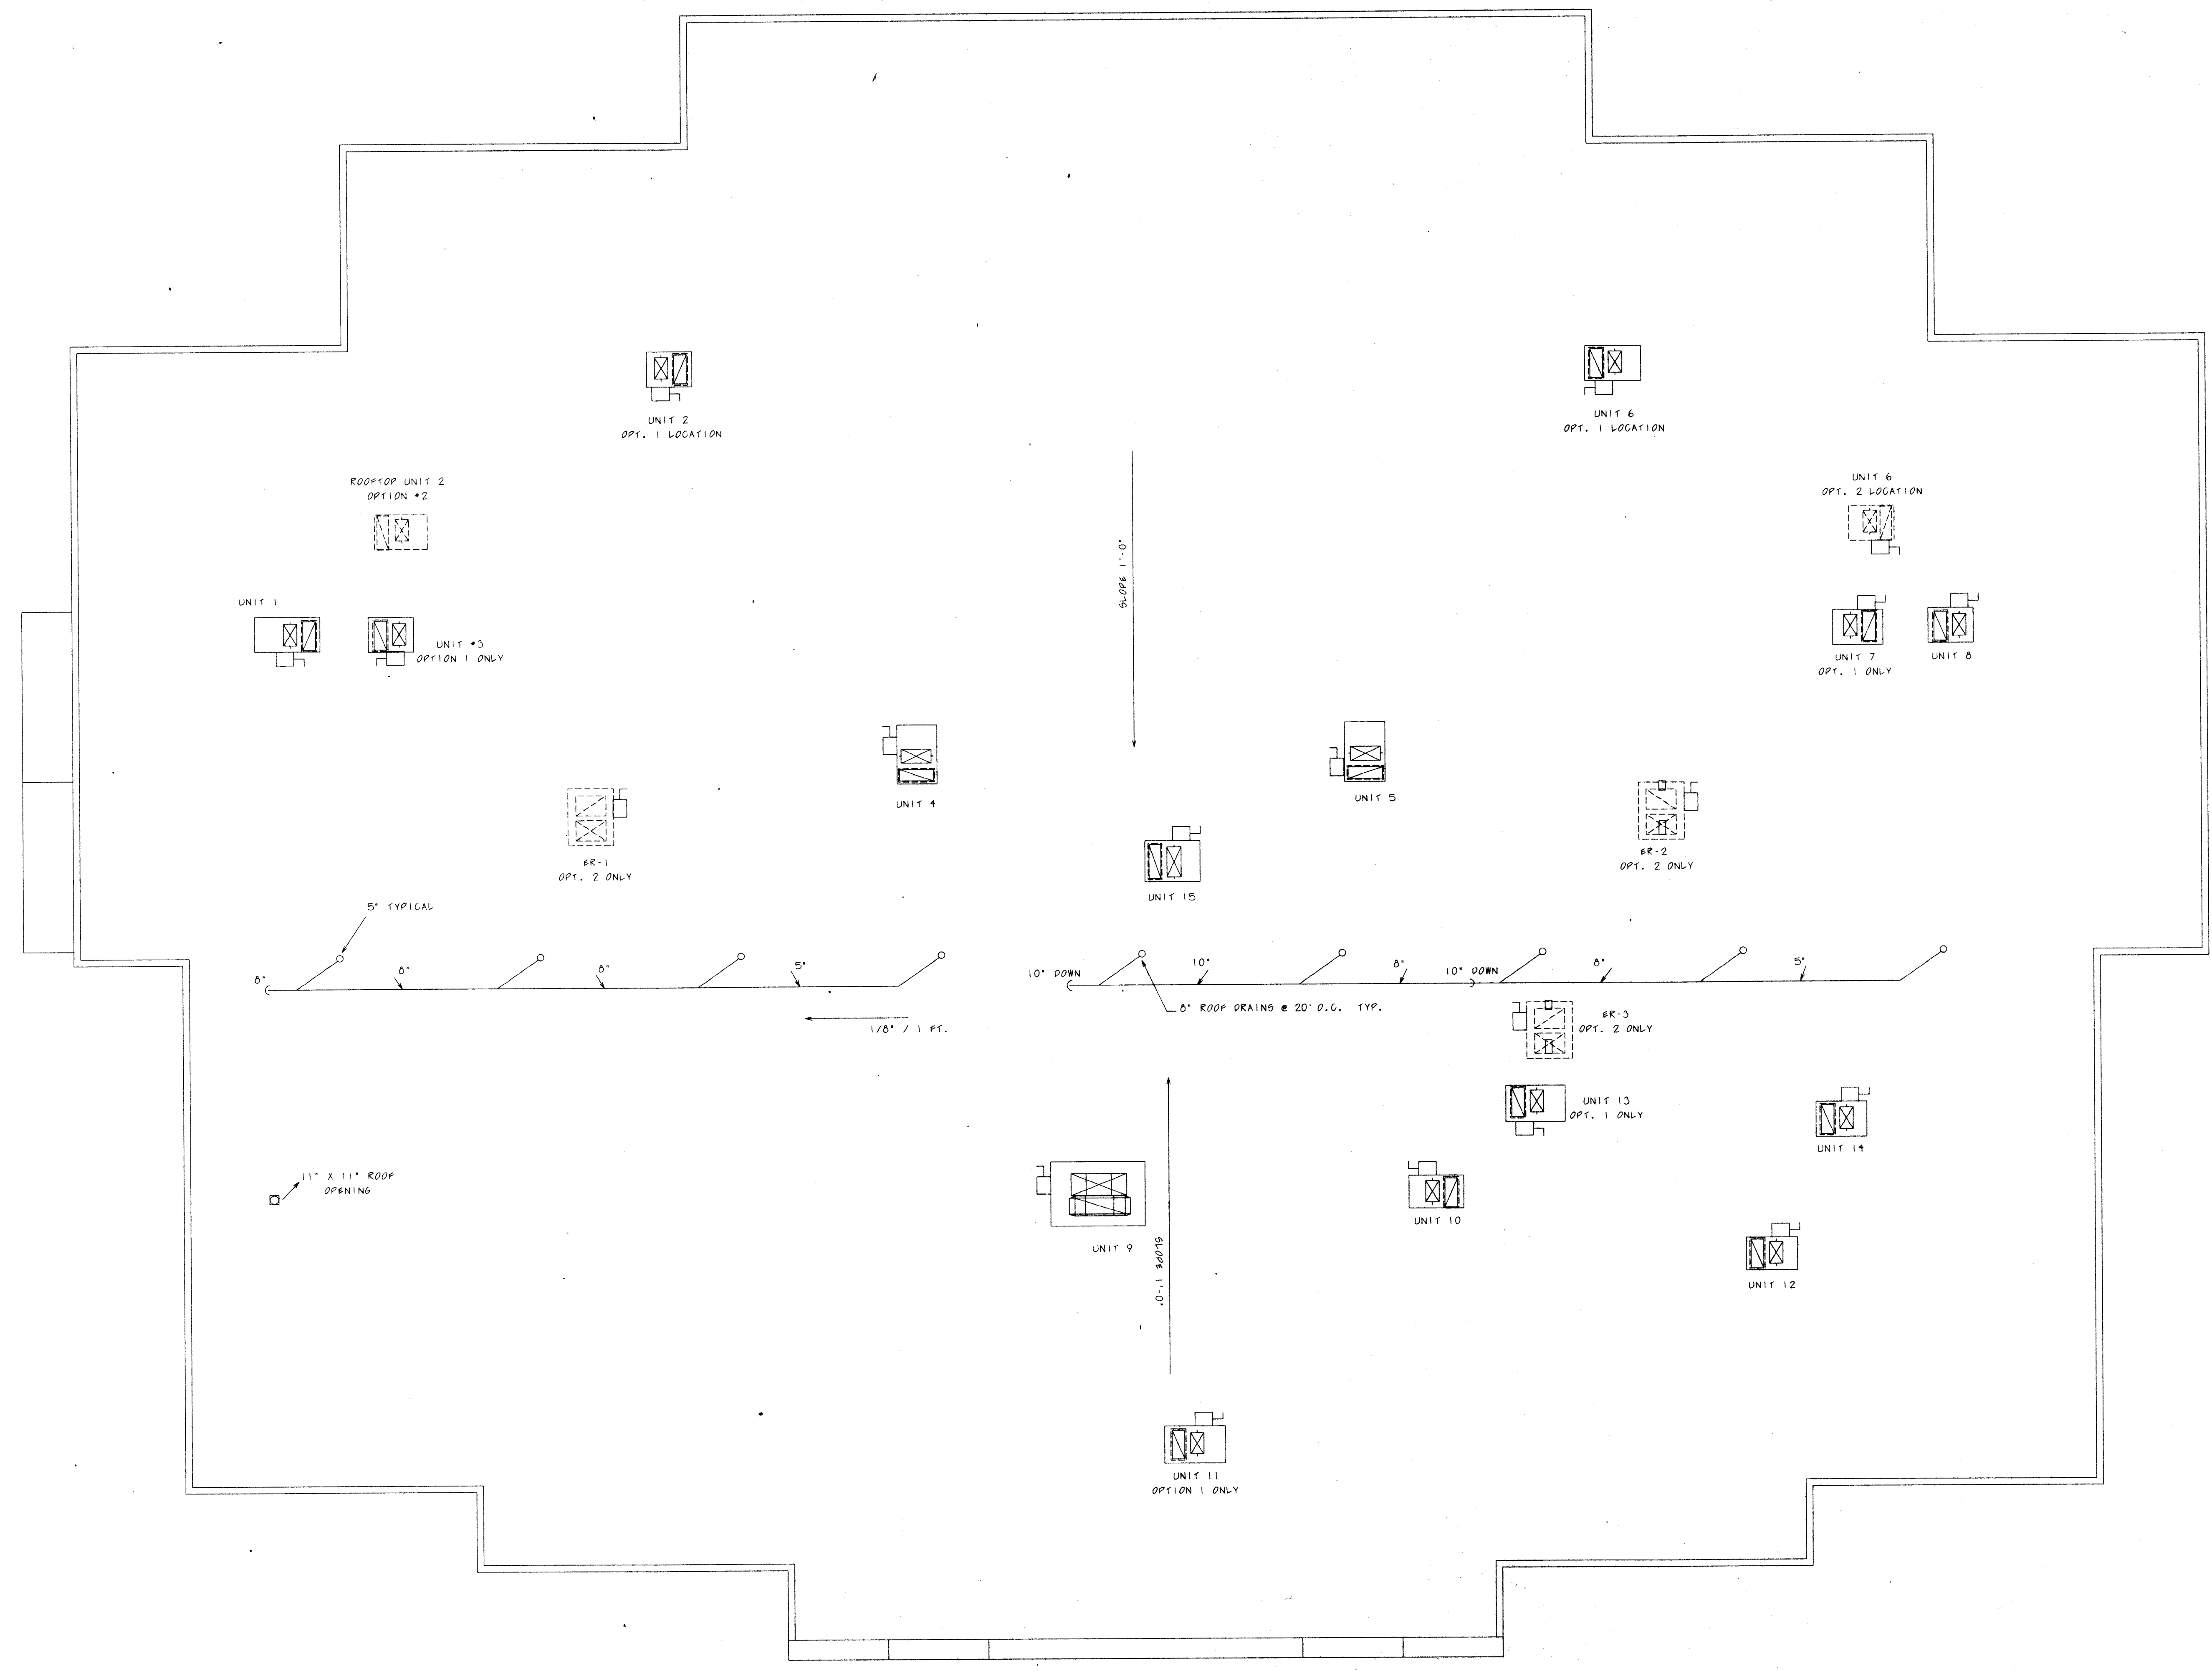 UNIT 2
OPT. 1 LOCATION
UNIT 6
OPT. 1 LOCATION
ROOFTOP UNIT 2
OPTION #2
UNIT 6
OPT. 2 LOCATION
SLOPE 1'-0"
UNIT 1
UNIT #3
OPTION 1 ONLY
UNIT 7
OPT. 1 ONLY
UNIT 8
UNIT 4
UNIT 5
ER-1
OPT. 2 ONLY
ER-2
OPT. 2 ONLY
UNIT 15
5" TYPICAL
8"
8"
8"
5"
10" DOWN
10"
8"
10" DOWN
8"
5"
8" ROOF DRAINS @ 20' O.C. TYP.
1/8" / 1 FT.
ER-3
OPT. 2 ONLY
UNIT 13
OPT. 1 ONLY
UNIT 14
11" X 11" ROOF
OPENING
UNIT 9
UNIT 10
SLOPE 1'-0"
UNIT 12
UNIT 11
OPTION 1 ONLY